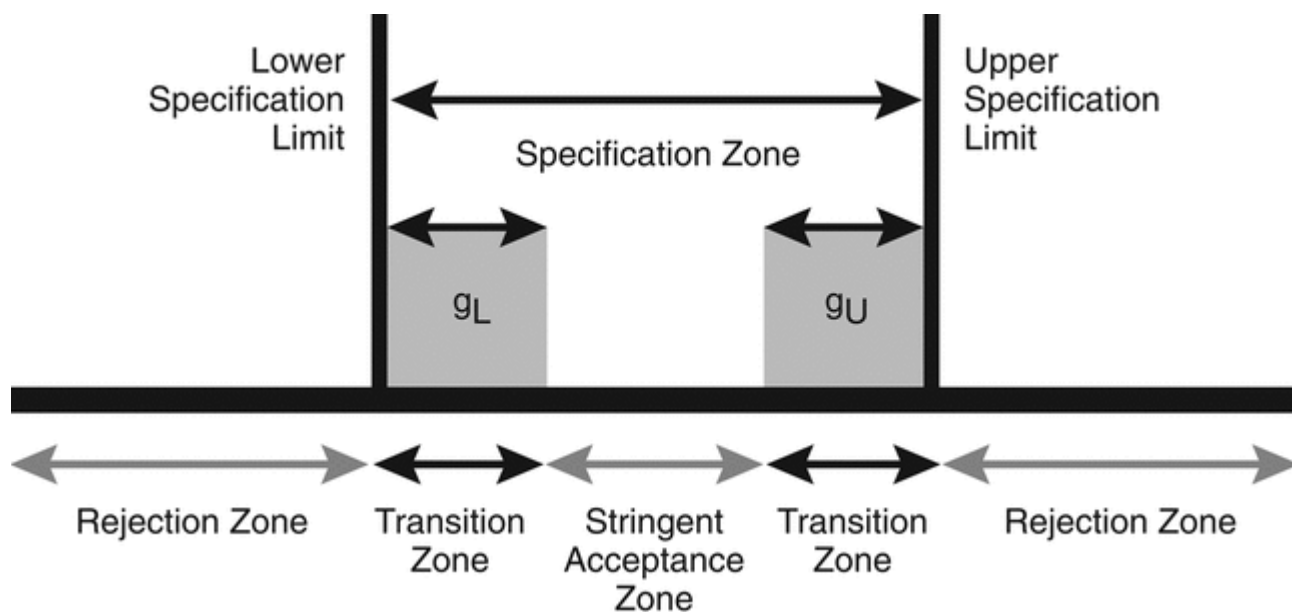 Lower
Specification
Limit
Upper
Specification
Limit
Specification Zone
gL
gU
Rejection Zone
Transition
Zone
Stringent
Acceptance
Zone
Transition
Zone
Rejection Zone